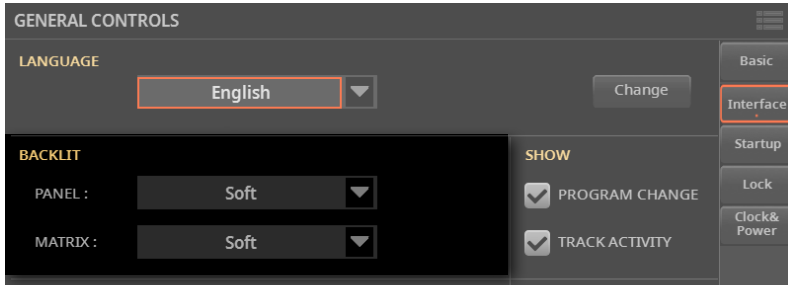 GENERAL CONTROLS
LANGUAGE
English
Change
BACKLIT
PANEL :
Soft
MATRIX :
Soft
SHOW
PROGRAM CHANGE
TRACK ACTIVITY
Basic
Interface
Startup
Lock
Clock&
Power